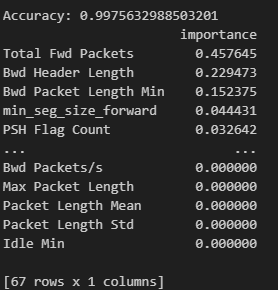 Accuracy: 0.9975632988503201
importance
Total Fwd Packets 0.457645
Bwd Header Length 0.229473
Bwd Packet Length Min 0.152375
min_seg_size_forward 0.044431
PSH Flag Count 0.032642
... ...
Bwd Packets/s 0.000000
Max Packet Length 0.000000
Packet Length Mean 0.000000
Packet Length Std 0.000000
Idle Min 0.000000
[67 rows x 1 columns]